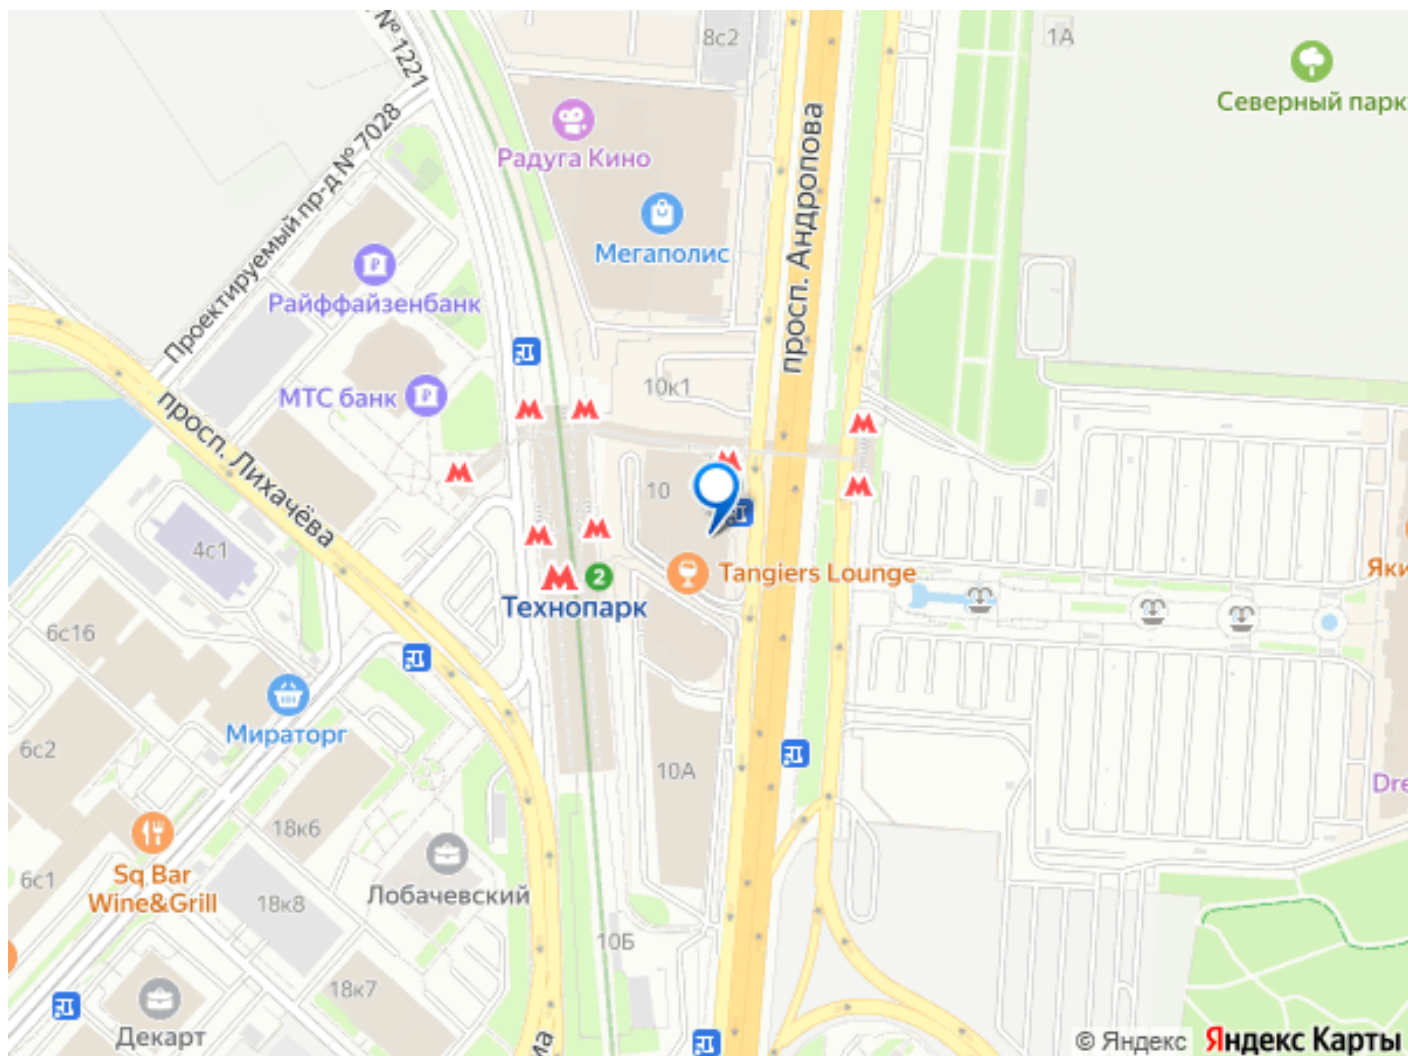 № 1221
8с2
1А
Северный парк
Проектируемый пр-д № 7028
Радуга Кино
просп. Андропова
Мегаполис
Райффайзенбанк
10к1
МТС банк
просп. Лихачёва
10
4с1
2
Tangiers Lounge
Технопарк
6с16
Мираторг
6с2
10А
18к6
Sq Bar
Wine&Grill
6с1
Лобачевский
18к8
10Б
18к7
Декарт
© Яндекс
Яндекс Карты